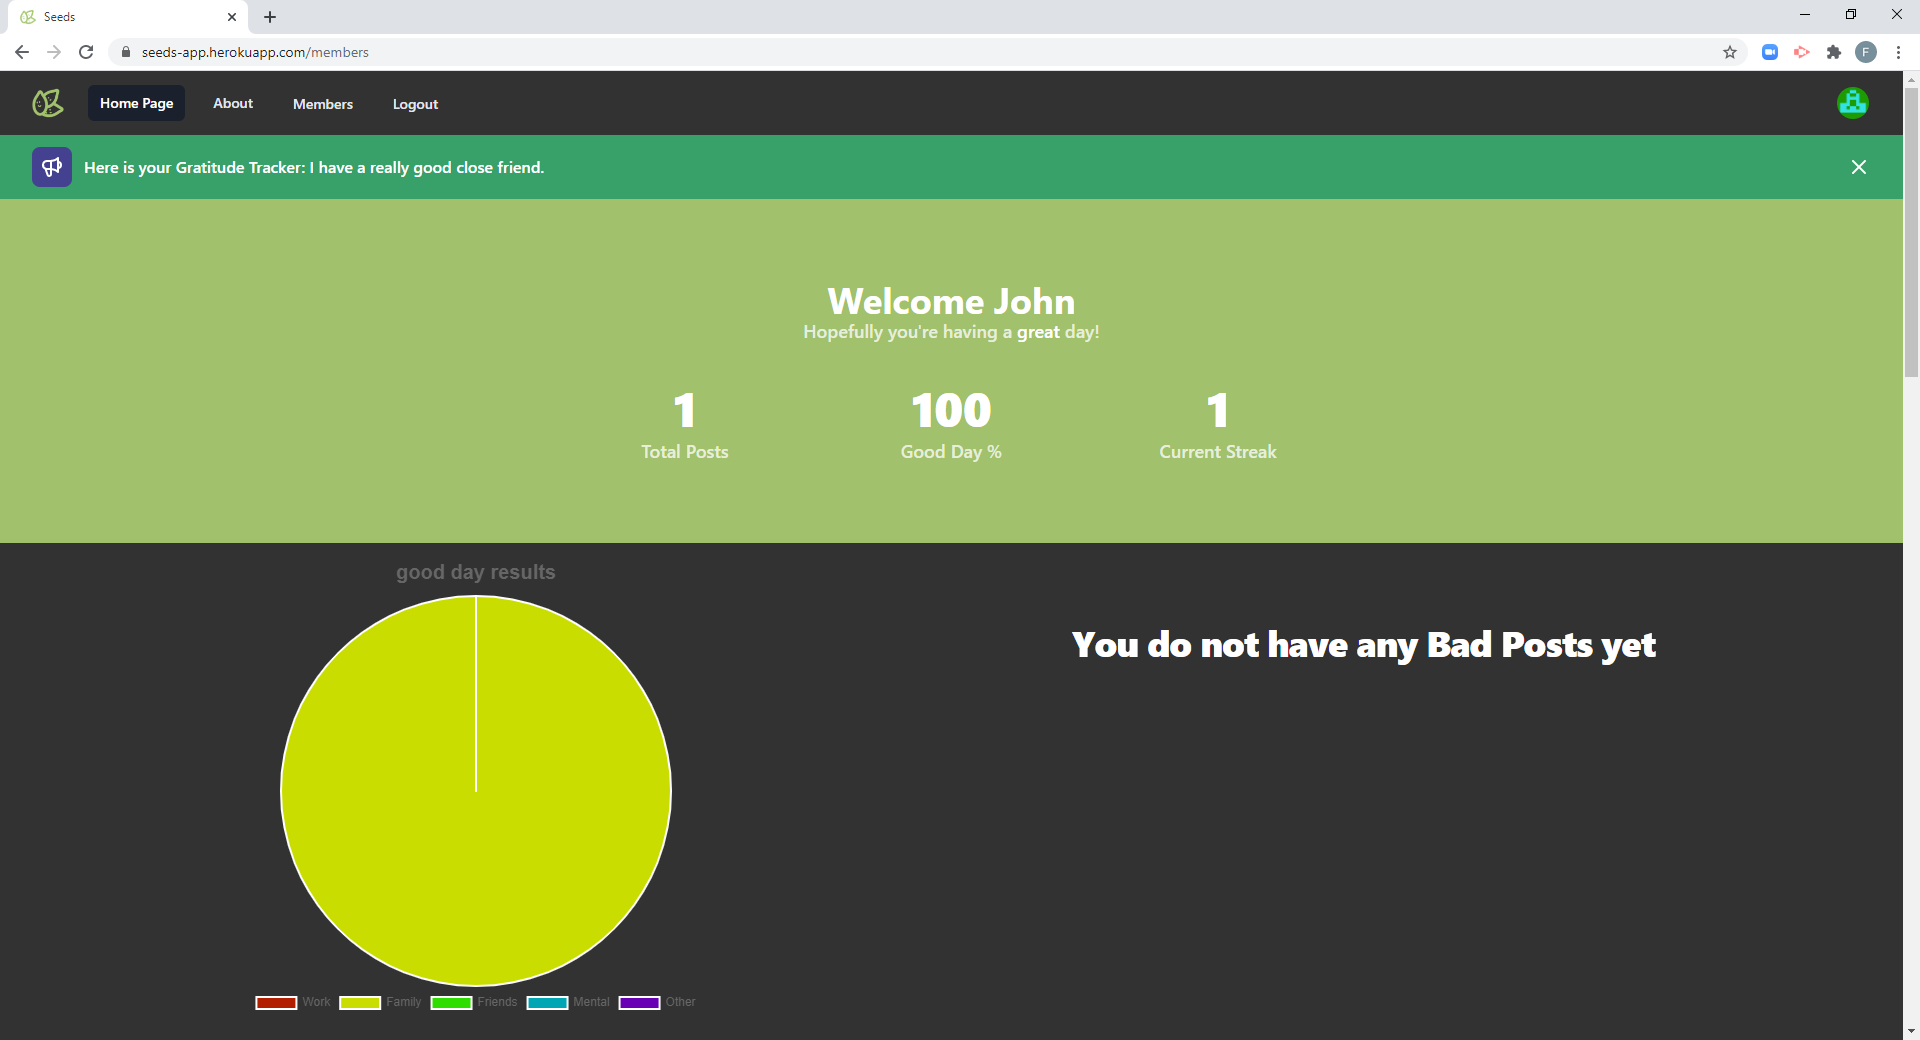 Seeds
seeds-app.herokuapp.com/members
F
Home Page About Members Logout
Here is your Gratitude Tracker: I have a really good close friend.
Welcome John
Hopefully you're having a great day!
1 100 1
Total Posts Good Day % Current Streak
good day results
You do not have any Bad Posts yet
Work Family Friends Mental Other